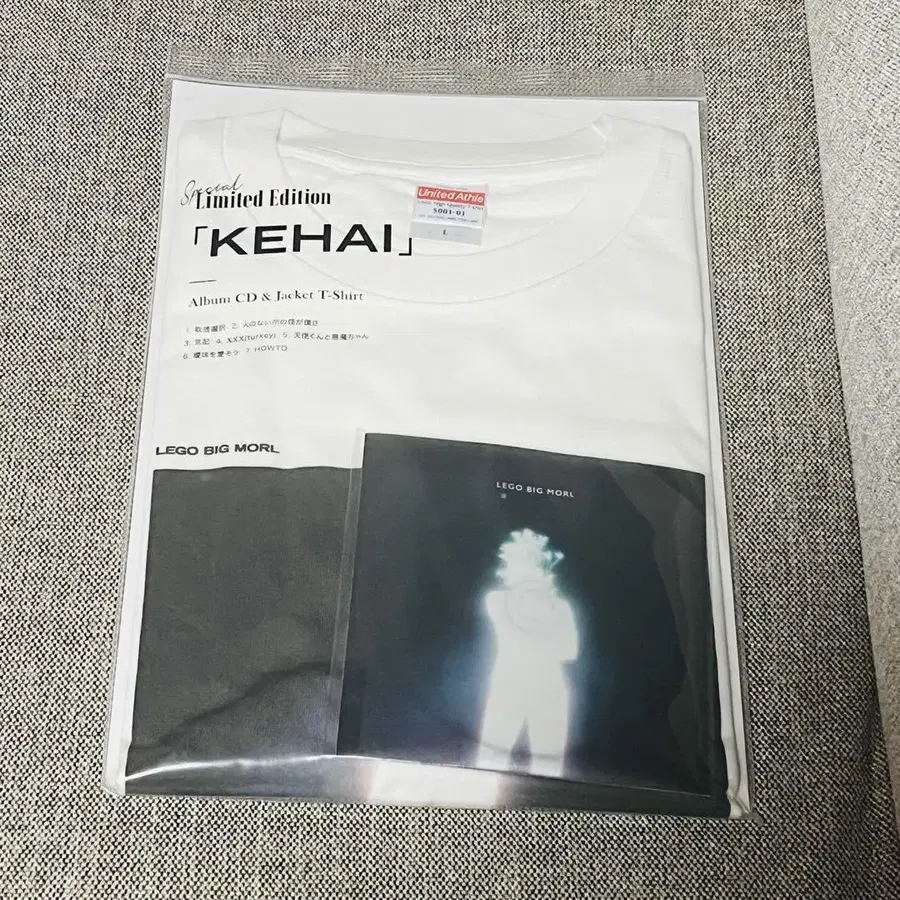 Special
Limited Edition
「KEHAI」
Album CD & Jacket T-Shirt
1. 取捨選択 2. 火のない所の煙が僕さ
3. 気配 4. XXX(turkey) 5. 天使くんと悪魔ちゃん
6. 曖昧を愛そう 7. HOWTO
United Athle
5001-01
L
LEGO BIG MORL
LEGO BIG MORL